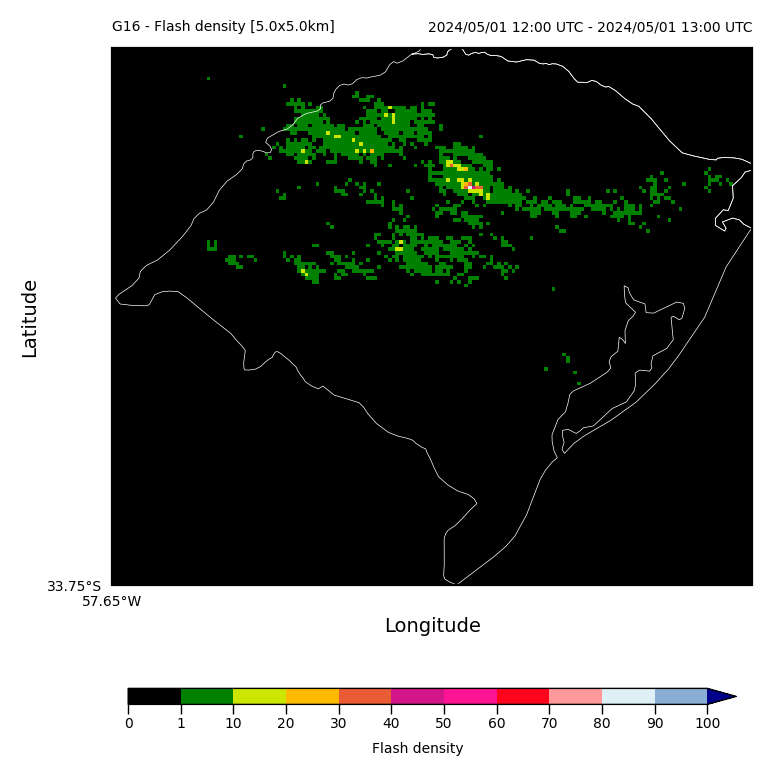 G16 - Flash density [5.0x5.0km]
2024/05/01 12:00 UTC - 2024/05/01 13:00 UTC
Latitude
33.75°S
57.65°W
Longitude
0 1 10 20 30 40 50 60 70 80 90 100
Flash density